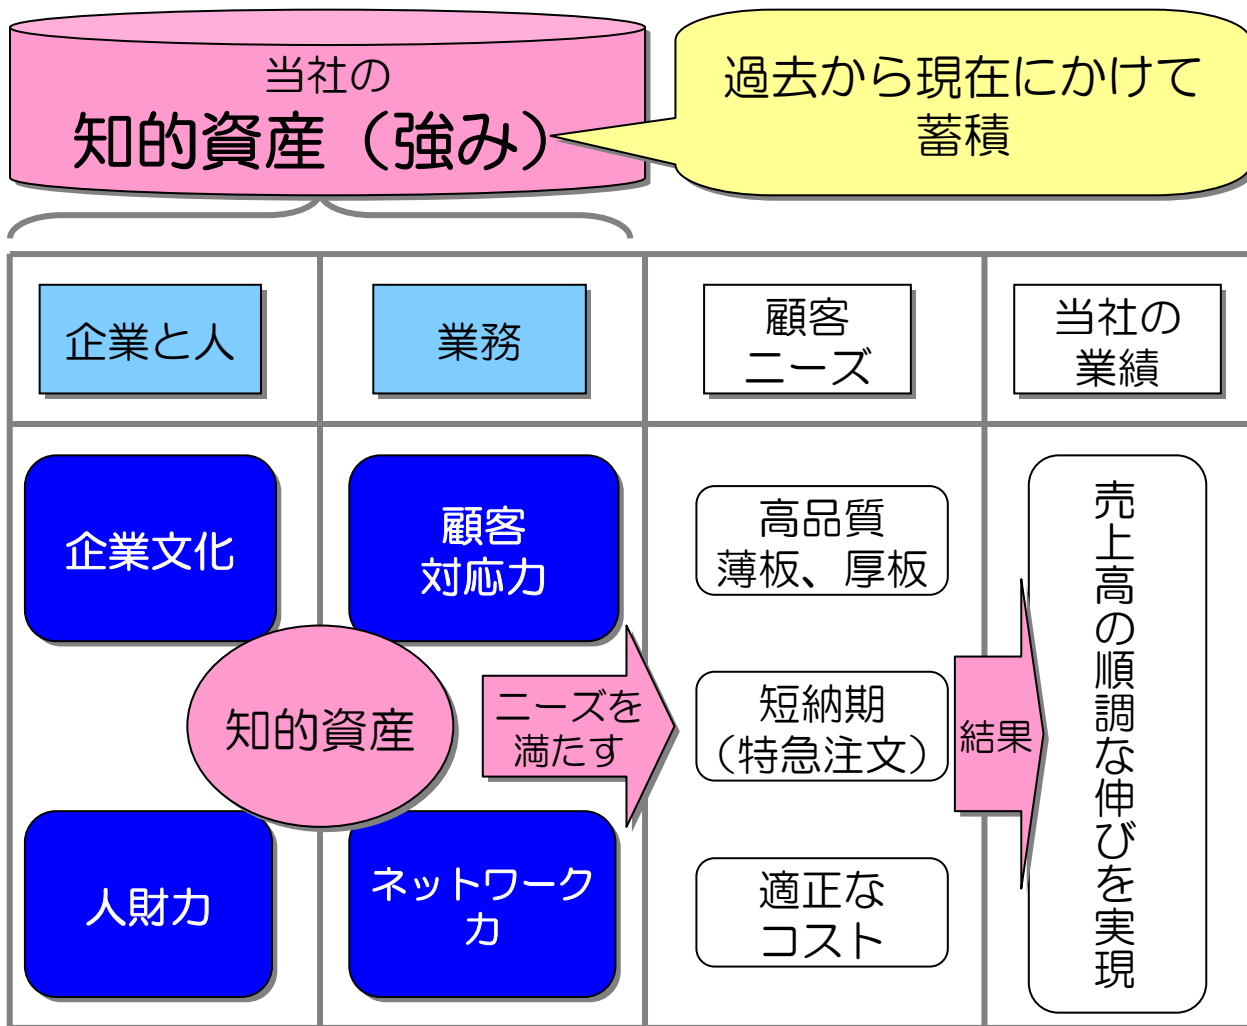 当社の
知的資産（強み）
過去から現在にかけて
蓄積
企業と人
業務
顧客
ニーズ
当社の
業績
企業文化
顧客
対応力
高品質
薄板、厚板
売上高の順調な伸びを実現
知的資産
ニーズを
満たす
短納期
（特急注文）
結果
人財力
ネットワーク
力
適正な
コスト